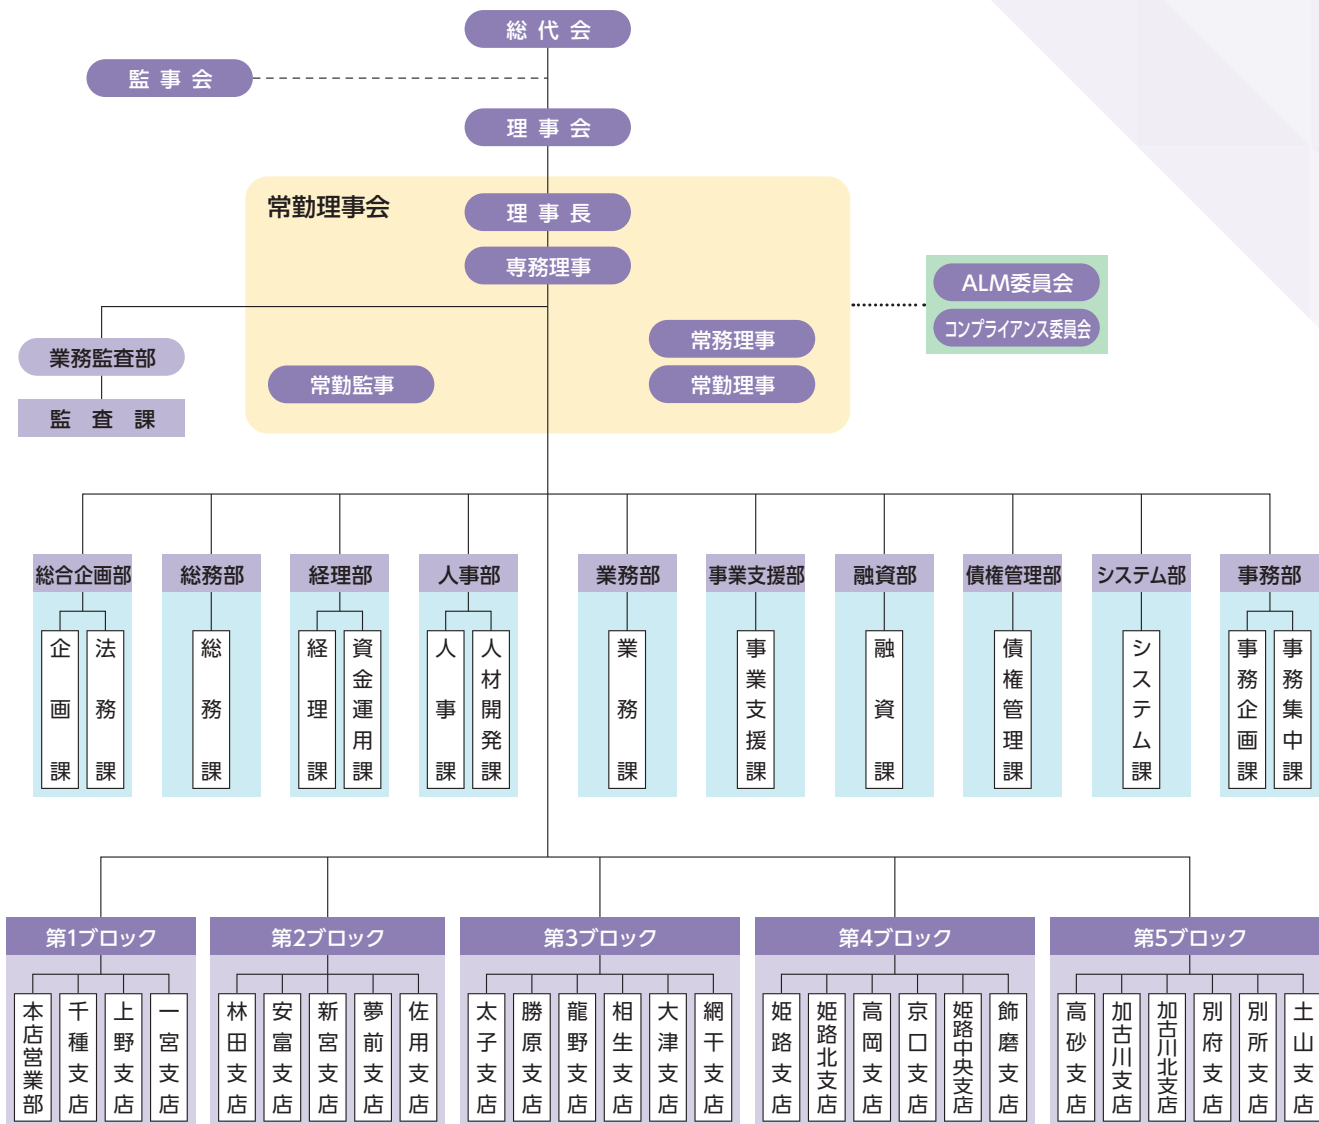 総代会
監事会
理事会
常勤理事会
理事長
専務理事
ALM委員会
コンプライアンス委員会
常務理事
常勤監事
常勤理事
業務監査部
監査課
総合企画部
企画課
法務課
総務部
総務課
経理部
経理課
資金運用課
人事部
人事課
人材開発課
業務部
業務課
事業支援部
事業支援課
融資部
融資課
債権管理部
債権管理課
システム部
システム課
事務部
事務企画課
事務集中課
第1ブロック
本店営業部
千種支店
上野支店
一宮支店
第2ブロック
林田支店
安富支店
新宮支店
夢前支店
佐用支店
第3ブロック
太子支店
勝原支店
龍野支店
相生支店
大津支店
網干支店
第4ブロック
姫路支店
姫路北支店
高岡支店
京口支店
姫路中央支店
飾磨支店
第5ブロック
高砂支店
加古川支店
加古川北支店
別府支店
別所支店
土山支店